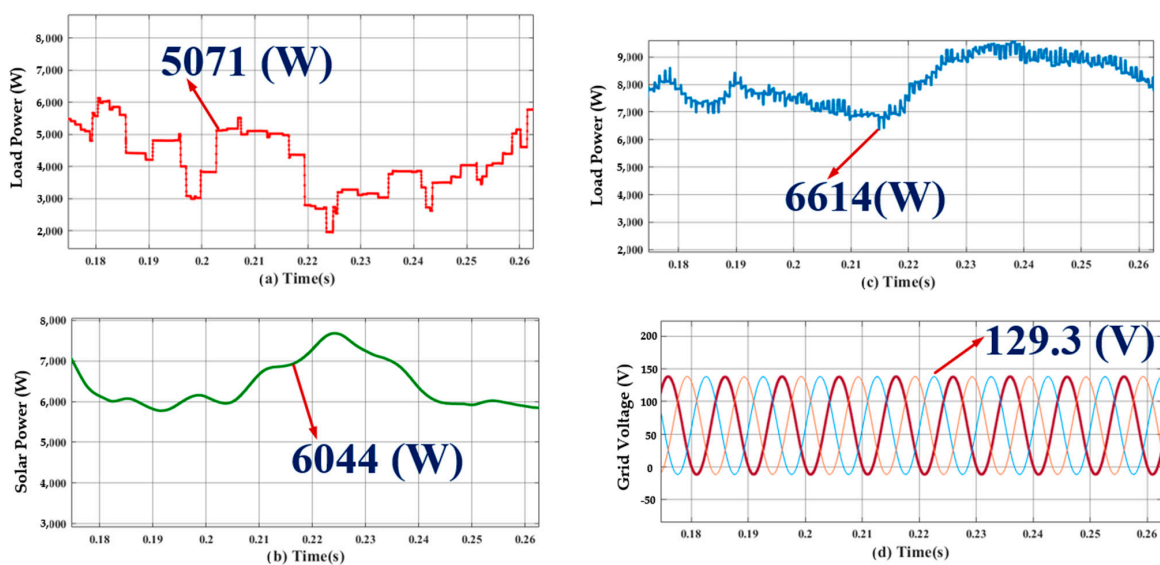 8,000
7,000
6,000
5,000
4,000
3,000
2,000
Load Power (W)
5071 (W)
0.18 0.19 0.2 0.21 0.22 0.235 0.24 0.25 0.26
(a) Time(s)
9,000
8,000
7,000
6,000
5,000
4,000
3,000
2,000
Load Power (W)
6614(W)
0.18 0.19 0.2 0.21 0.22 0.235 0.24 0.25 0.26
(c) Time(s)
8,000
7,000
6,000
5,000
4,000
3,000
Solar Power (W)
6044 (W)
0.18 0.19 0.2 0.21 0.22 0.23 0.24 0.25 0.26
(b) Time(s)
200
150
100
50
0
-50
Grid Voltage (V)
129.3 (V)
0.18 0.19 0.2 0.21 0.22 0.235 0.24 0.25 0.26
(d) Time(s)